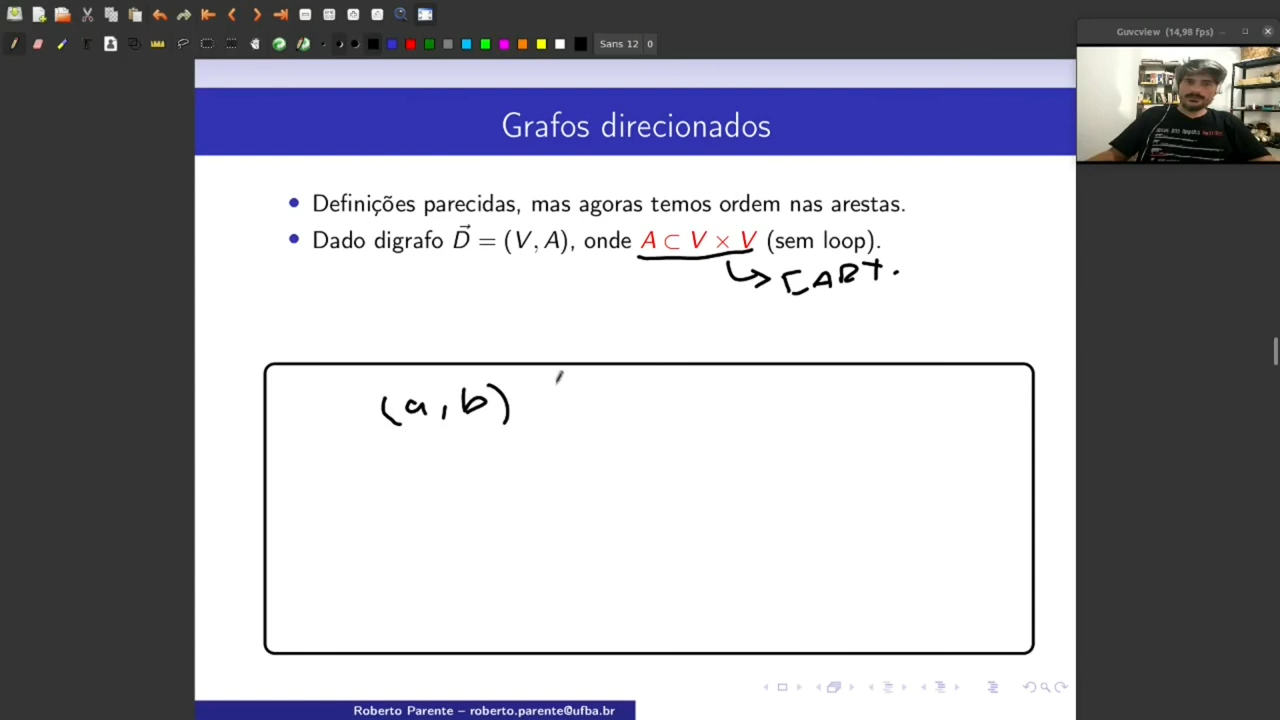 Sans 12 0
Guvcview (14,98 fps)
Grafos direcionados
• Definições parecidas, mas agoras temos ordem nas arestas.
• Dado digrafo D⃗ = (V, A), onde A ⊂ V × V (sem loop).
CART.
(a, b)
Roberto Parente – roberto.parente@ufba.br